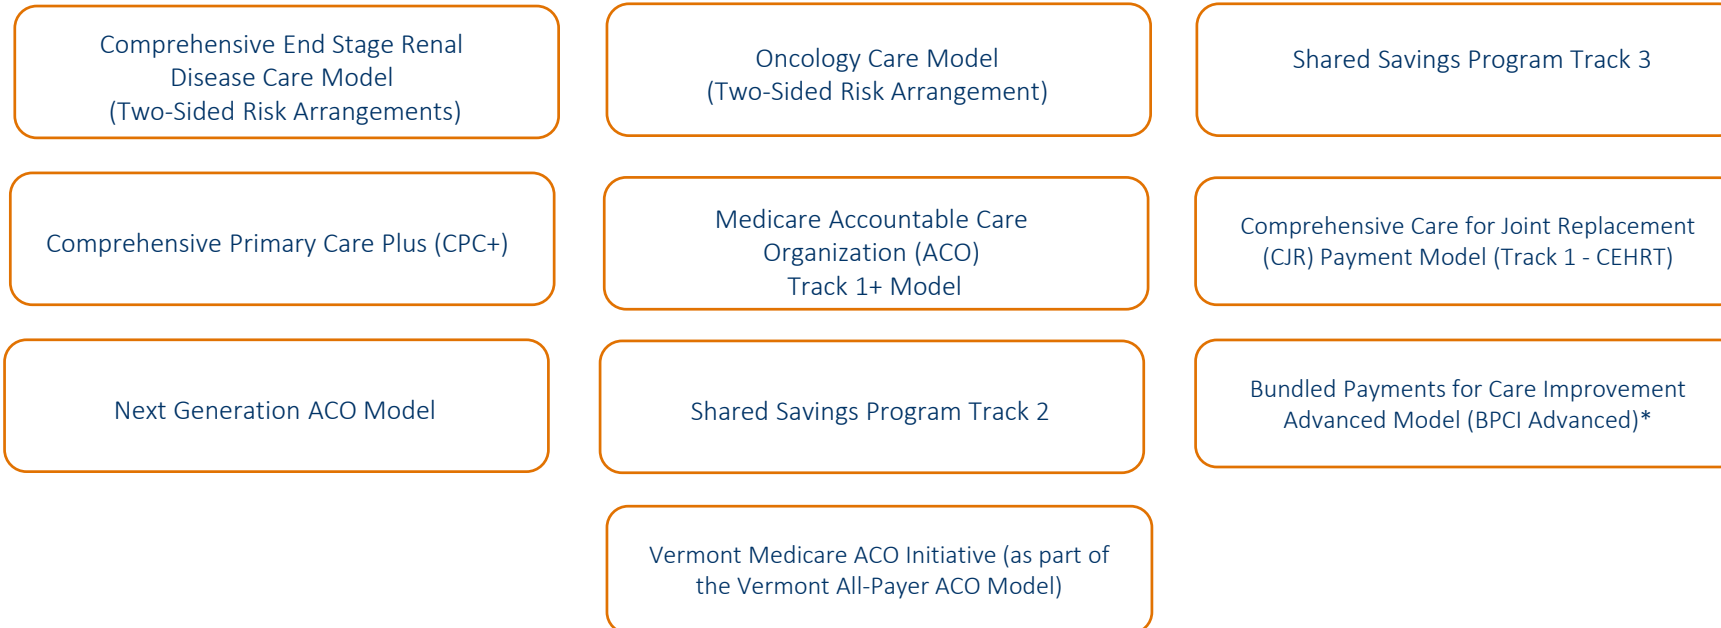 Comprehensive End Stage Renal
Disease Care Model
(Two-Sided Risk Arrangements)
Oncology Care Model
(Two-Sided Risk Arrangement)
Shared Savings Program Track 3
Comprehensive Primary Care Plus (CPC+)
Medicare Accountable Care
Organization (ACO)
Track 1+ Model
Comprehensive Care for Joint Replacement
(CJR) Payment Model (Track 1 - CEHRT)
Next Generation ACO Model
Shared Savings Program Track 2
Bundled Payments for Care Improvement
Advanced Model (BPCI Advanced)*
Vermont Medicare ACO Initiative (as part of
the Vermont All-Payer ACO Model)